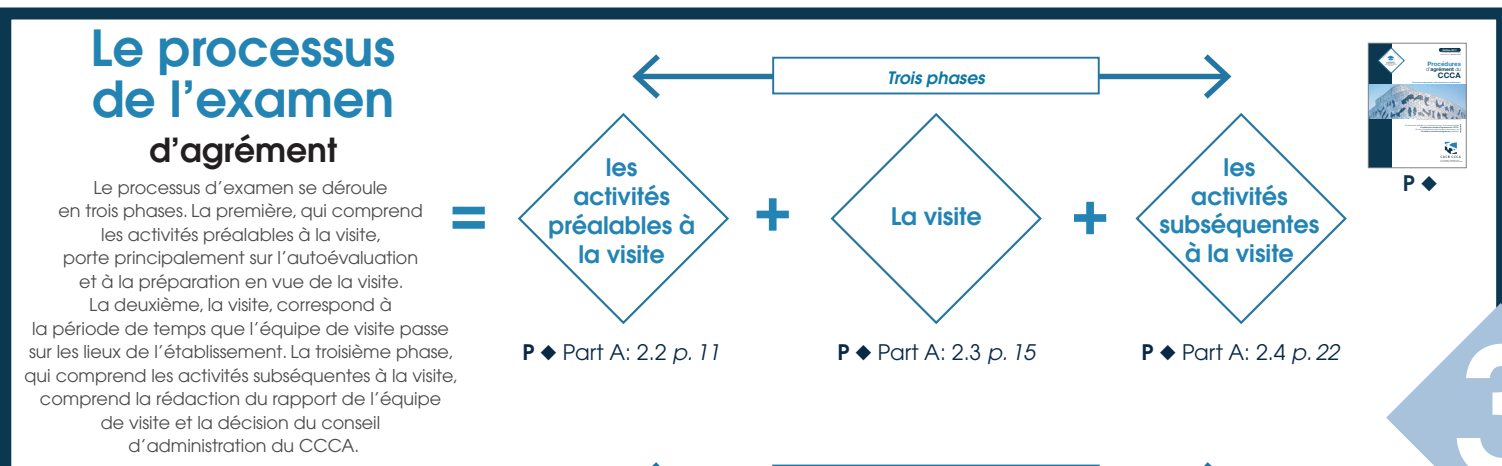 Le processus
de l'examen
d'agrément
Le processus d'examen se déroule
en trois phases. La première, qui comprend
les activités préalables à la visite,
porte principalement sur l'autoévaluation
et à la préparation en vue de la visite.
La deuxième, la visite, correspond à
la période de temps que l'équipe de visite passe
sur les lieux de l'établissement. La troisième phase,
qui comprend les activités subséquentes à la visite,
comprend la rédaction du rapport de l'équipe
de visite et la décision du conseil
d'administration du CCCA.
Trois phases
=
les
activités
préalables à
la visite
P ◆ Part A: 2.2 p. 11
+
La visite
P ◆ Part A: 2.3 p. 15
+
les
activités
subséquentes
à la visite
P ◆ Part A: 2.4 p. 22
Procédures
d'agrément du
CCCA
CACB CCCA
P ◆
3